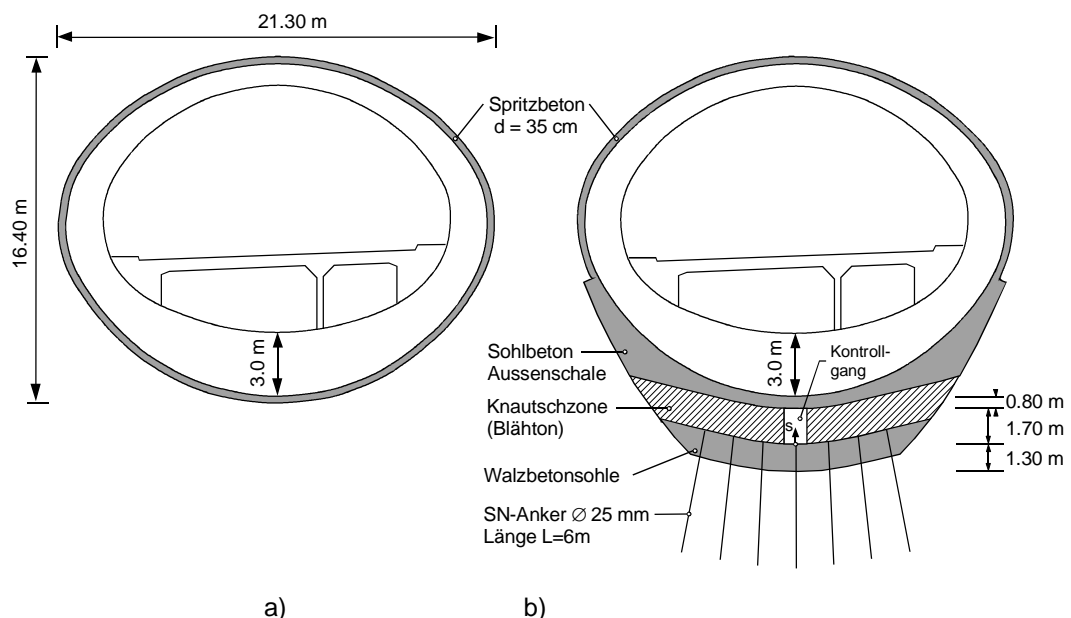 21.30 m
16.40 m
3.0 m
Spritzbeton
d = 35 cm
Sohlbeton
Aussenschale
Knautschzone
(Blähton)
Walzbetonsohle
SN-Anker ∅ 25 mm
Länge L=6m
3.0 m
Kontroll-
gang
s
0.80 m
1.70 m
1.30 m
a)
b)